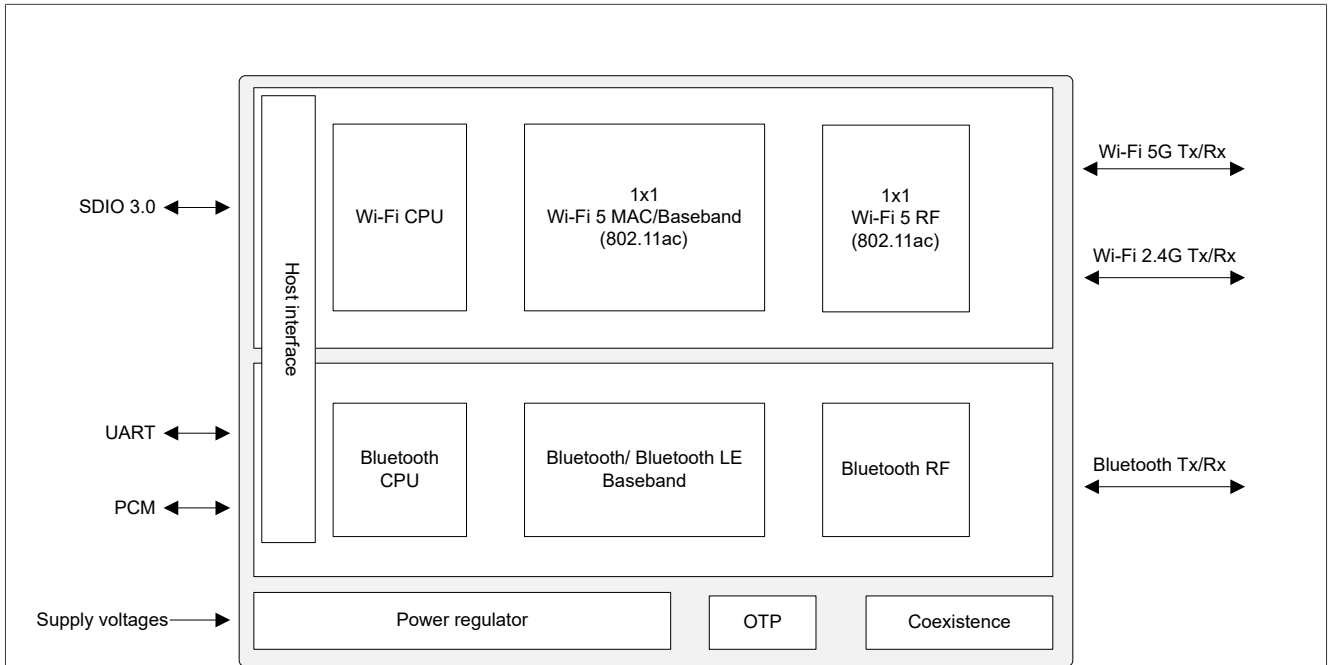 SDIO 3.0
UART
PCM
Supply voltages
Host interface
Wi-Fi CPU
1x1
Wi-Fi 5 MAC/Baseband
(802.11ac)
1x1
Wi-Fi 5 RF
(802.11ac)
Bluetooth
CPU
Bluetooth/ Bluetooth LE
Baseband
Bluetooth RF
Power regulator
OTP
Coexistence
Wi-Fi 5G Tx/Rx
Wi-Fi 2.4G Tx/Rx
Bluetooth Tx/Rx